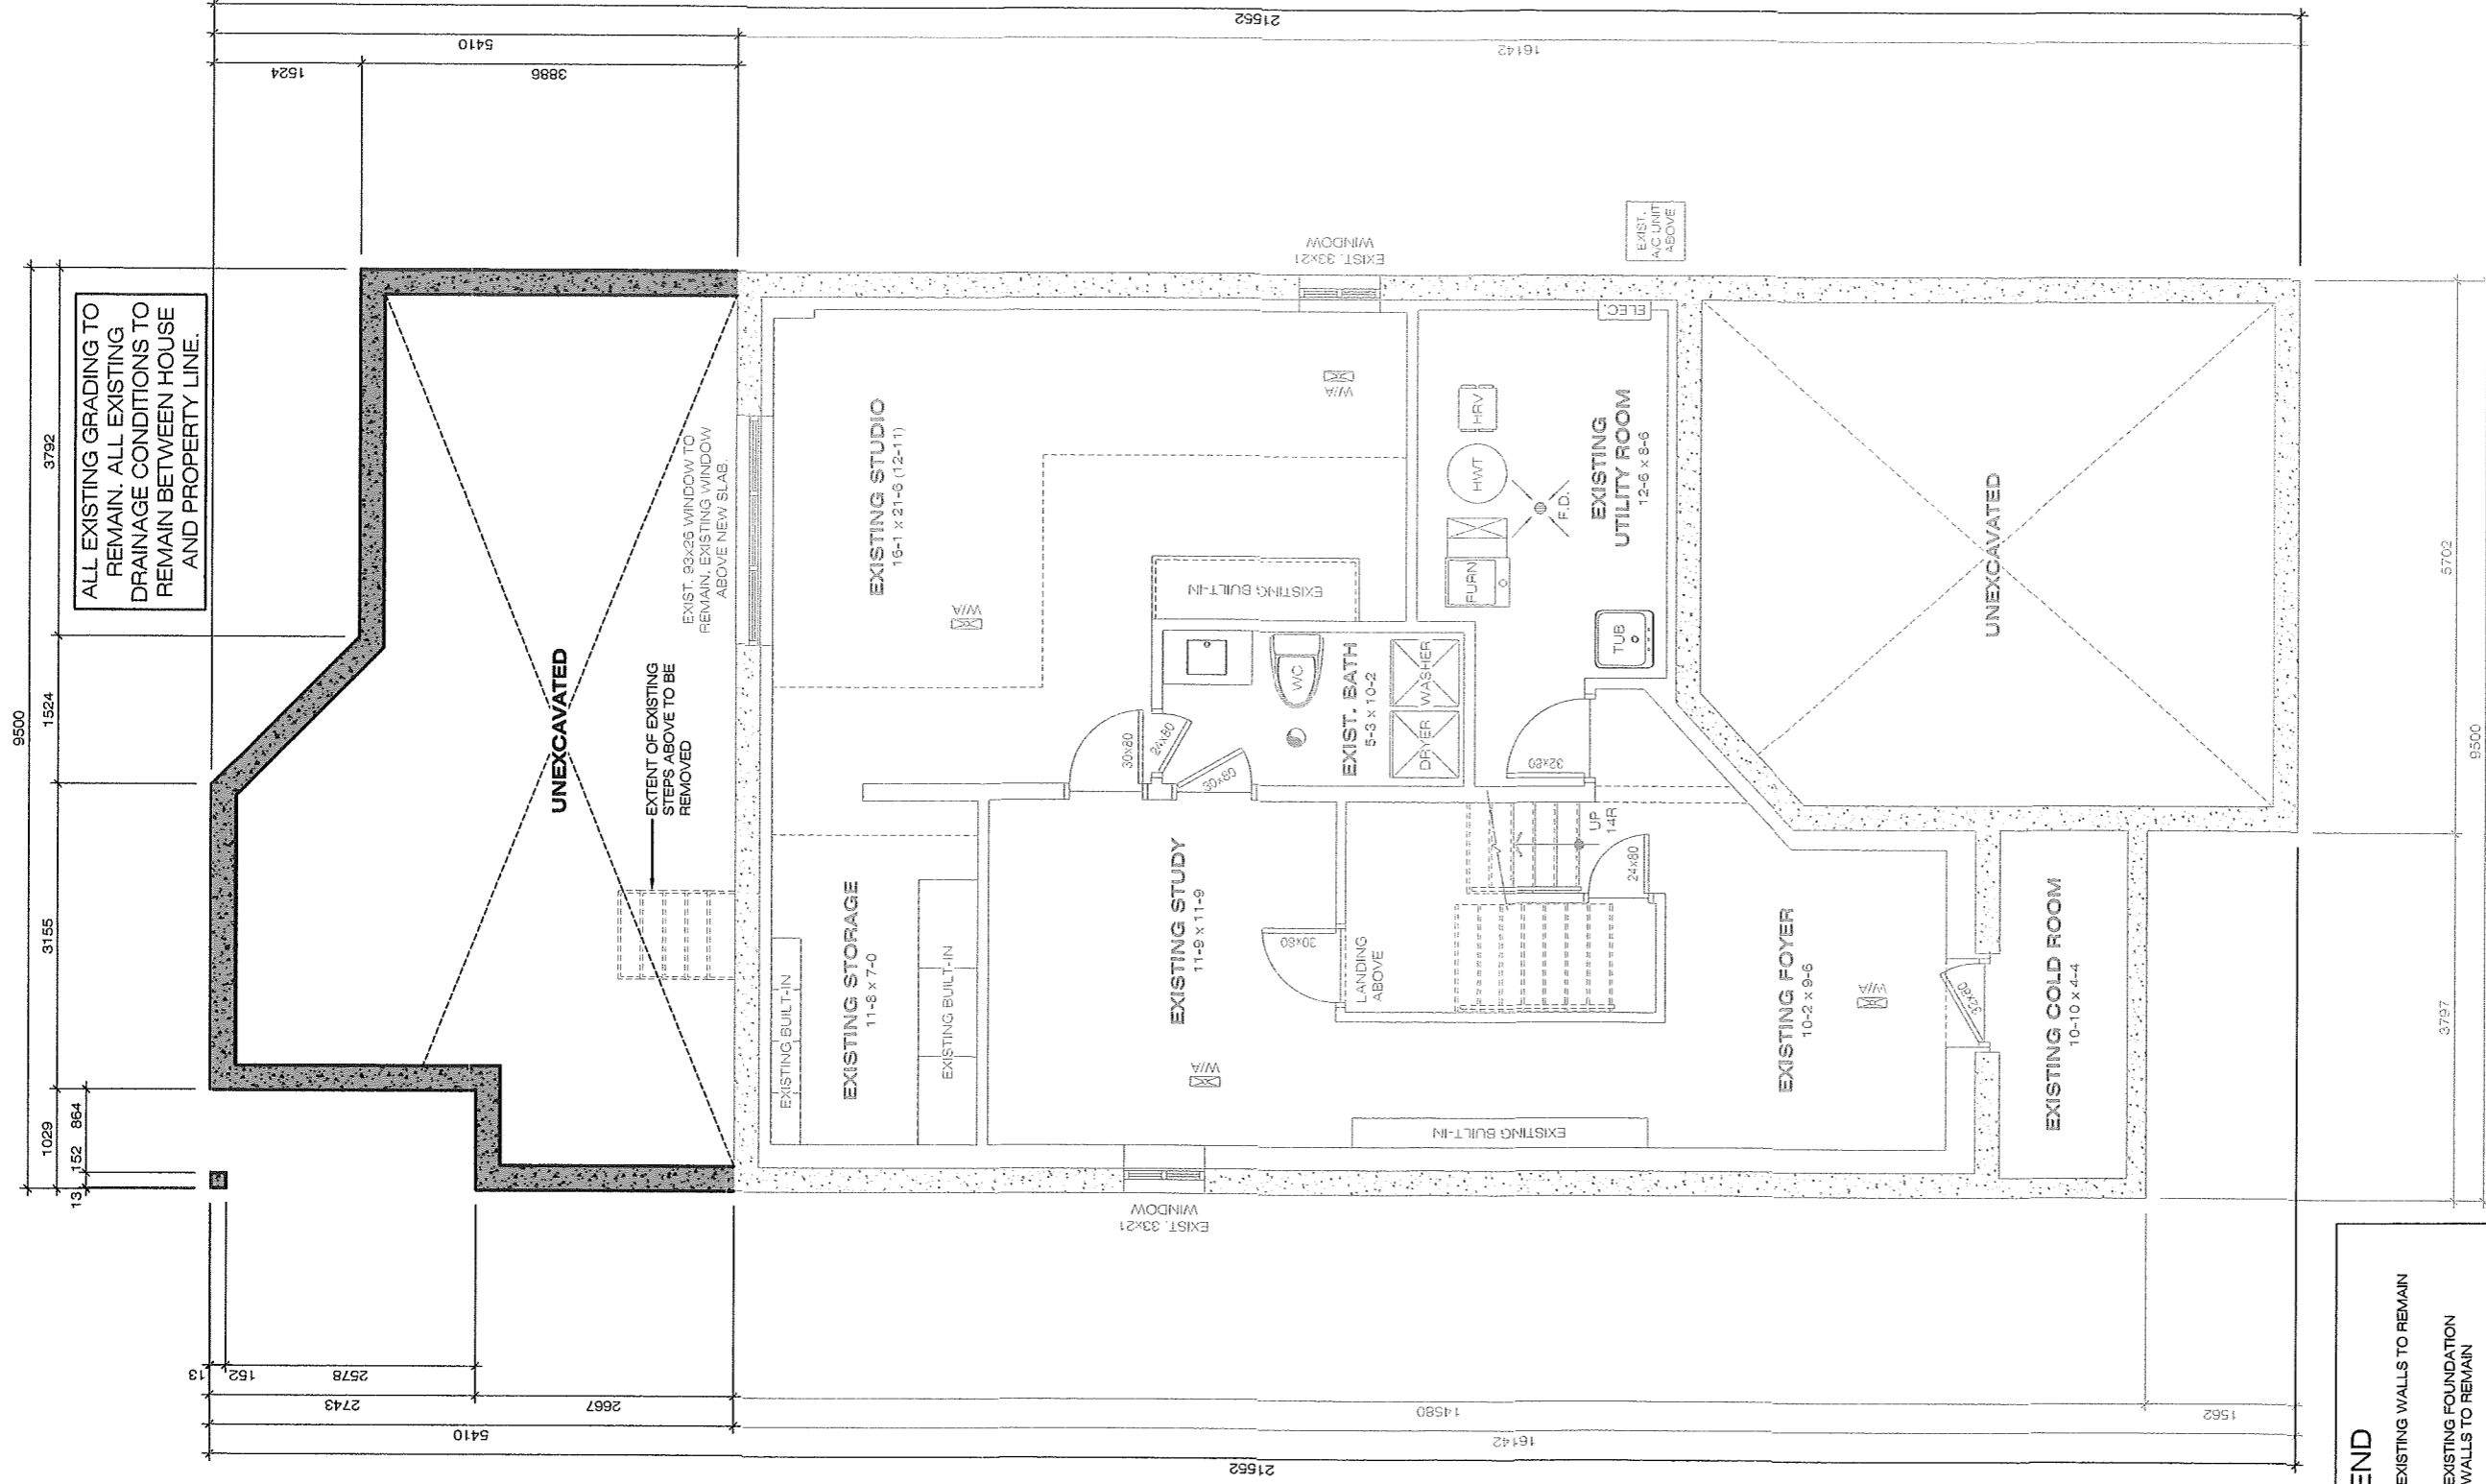 21552
5410
16142
1524
3886
9500
3792
1524
3155
1029
864
152
13
ALL EXISTING GRADING TO
REMAIN. ALL EXISTING
DRAINAGE CONDITIONS TO
REMAIN BETWEEN HOUSE
AND PROPERTY LINE.
UNEXCAVATED
EXIST. 93x26 WINDOW TO
REMAIN, EXISTING WINDOW
ABOVE NEW SLAB.
EXTENT OF EXISTING
STEPS ABOVE TO BE
REMOVED
EXISTING STUDIO
16-1 x 21-6 (12-11)
W/A
W/A
EXIST. 33x21
WINDOW
EXIST.
A/C UNIT
ABOVE
ELEC
HRV
HWT
F.D.
FURN
TUB
EXISTING
UTILITY ROOM
12-6 x 8-6
EXISTING BUILT-IN
WC
EXIST. BATH
5-3 x 10-2
WASHER
DRYER
30x80
24x80
30x80
32x80
EXISTING STORAGE
11-8 x 7-0
EXISTING BUILT-IN
EXISTING BUILT-IN
EXISTING STUDY
11-9 x 11-9
W/A
30x80
LANDING
ABOVE
UP
14R
24x80
EXISTING FOYER
10-2 x 9-6
W/A
EXISTING BUILT-IN
32x80
EXISTING COLD ROOM
10-10 x 4-4
UNEXCAVATED
EXIST. 33x21
WINDOW
5702
9500
3797
13
152
2578
2743
2667
5410
14580
1562
16142
21552
END
EXISTING WALLS TO REMAIN
EXISTING FOUNDATION
WALLS TO REMAIN